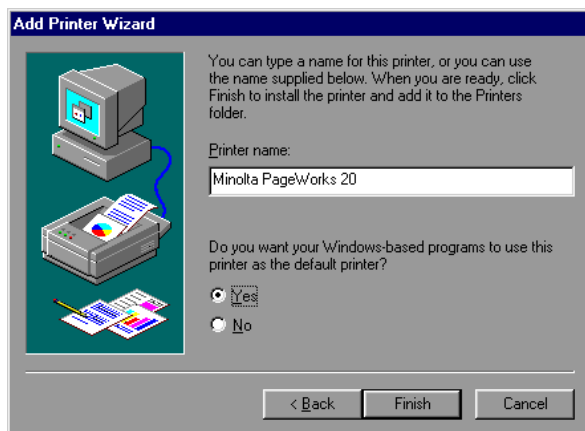 Add Printer Wizard
You can type a name for this printer, or you can use
the name supplied below. When you are ready, click
Finish to install the printer and add it to the Printers
folder.
Printer name:
Minolta PageWorks 20
Do you want your Windows-based programs to use this
printer as the default printer?
Yes
No
< Back
Finish
Cancel